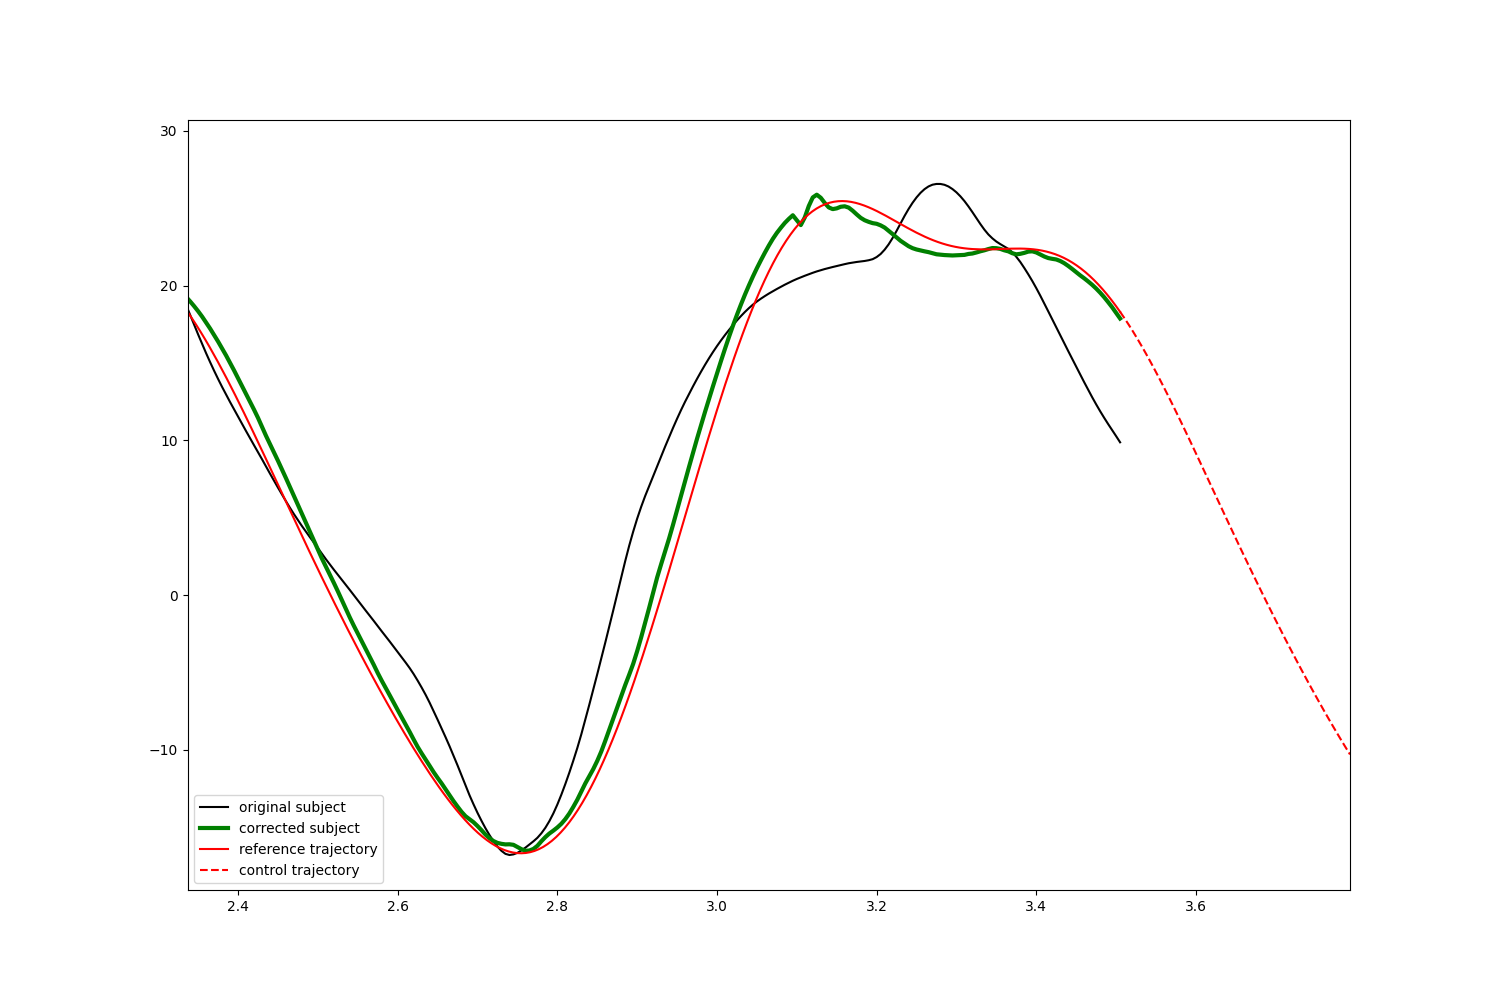 30
20
10
0
−10
original subject
corrected subject
reference trajectory
control trajectory
2.4 2.6 2.8 3.0 3.2 3.4 3.6